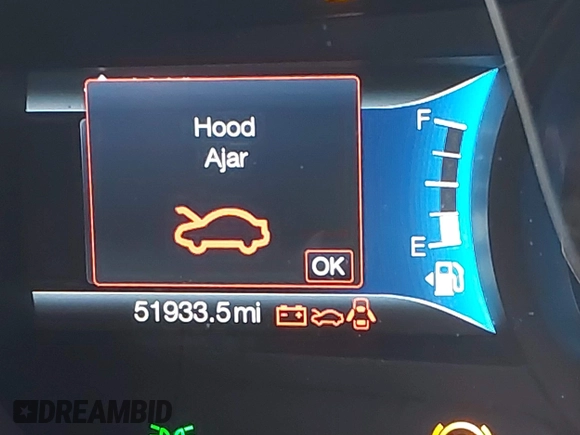 Hood
Ajar
OK
F
E
51933.5mi
DREAMBID